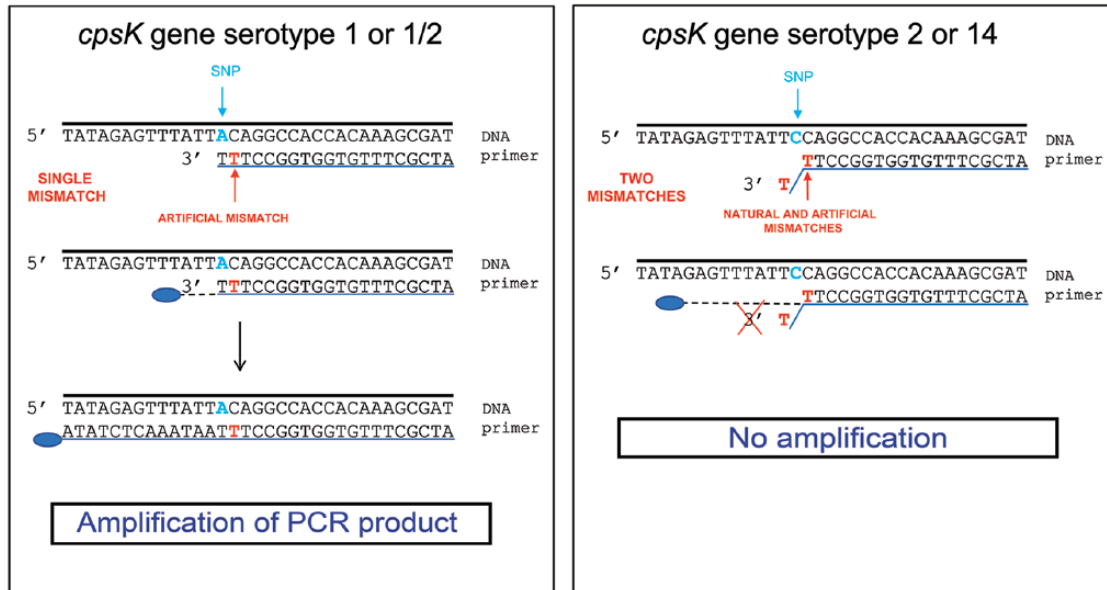 cpsK gene serotype 1 or 1/2
SNP
5' TATAGAGTTTATTACAGGCCACCACAAAGCGAT DNA
3' TTTCCGGTGGTGTTTCGCTA primer
SINGLE
MISMATCH
ARTIFICIAL MISMATCH
5' TATAGAGTTTATTACAGGCCACCACAAAGCGAT DNA
3' TTTCCGGTGGTGTTTCGCTA primer
5' TATAGAGTTTATTACAGGCCACCACAAAGCGAT DNA
ATATCTCAAATAATTTCCGGTGGTGTTTCGCTA primer
Amplification of PCR product
cpsK gene serotype 2 or 14
SNP
5' TATAGAGTTTATTCCAGGCCACCACAAAGCGAT DNA
TTCCGGTGGTGTTTCGCTA primer
3' T
TWO
MISMATCHES
NATURAL AND ARTIFICIAL
MISMATCHES
5' TATAGAGTTTATTCCAGGCCACCACAAAGCGAT DNA
TTCCGGTGGTGTTTCGCTA primer
3' T
No amplification